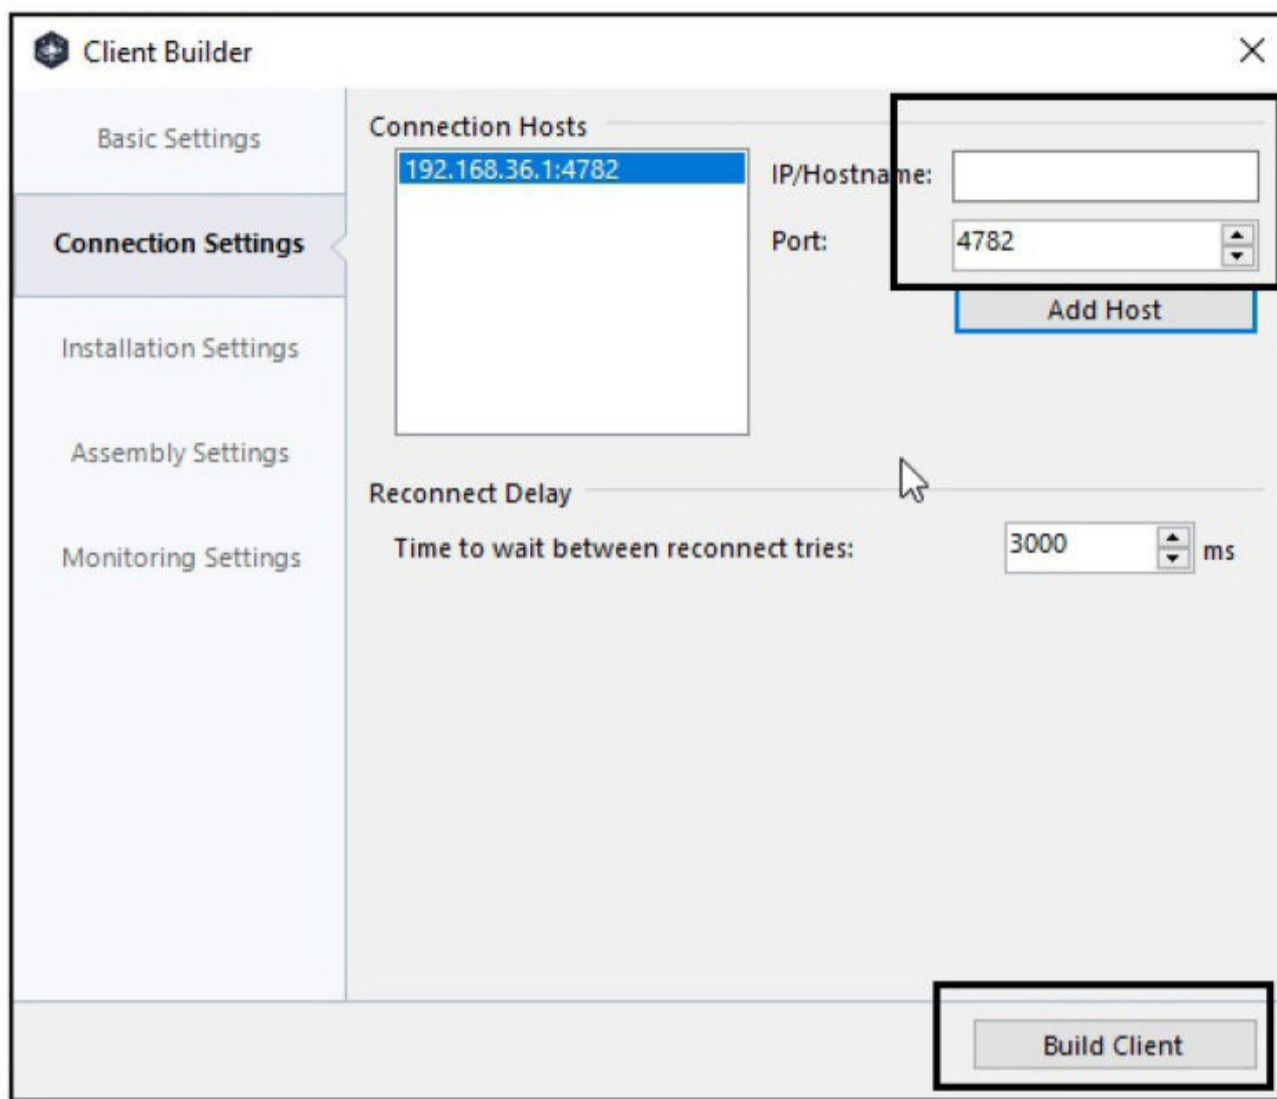 Client Builder
Basic Settings
Connection Settings
Installation Settings
Assembly Settings
Monitoring Settings
Connection Hosts
192.168.36.1:4782
IP/Hostname:
Port:
4782
Add Host
Reconnect Delay
Time to wait between reconnect tries:
3000
ms
Build Client